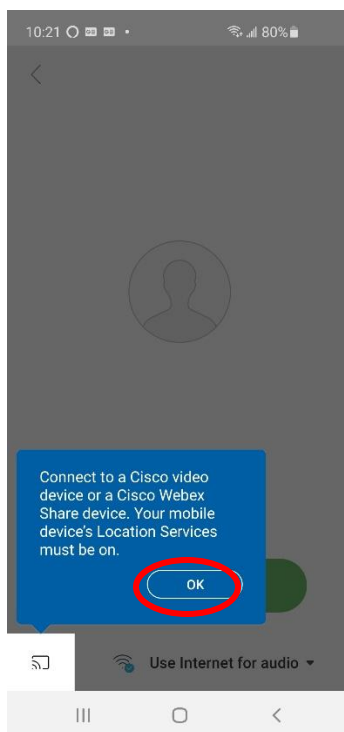 10:21 80%
Connect to a Cisco video
device or a Cisco Webex
Share device. Your mobile
device's Location Services
must be on.
OK
Use Internet for audio